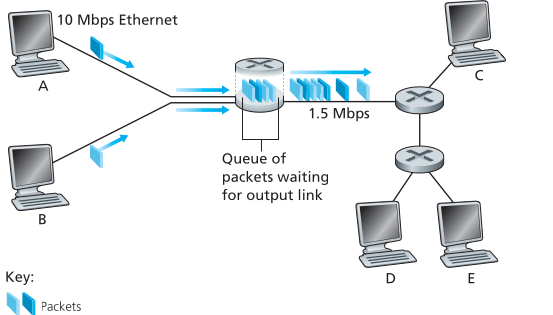 10 Mbps Ethernet
A
C
1.5 Mbps
Queue of
packets waiting
for output link
B
D
E
Key:
Packets